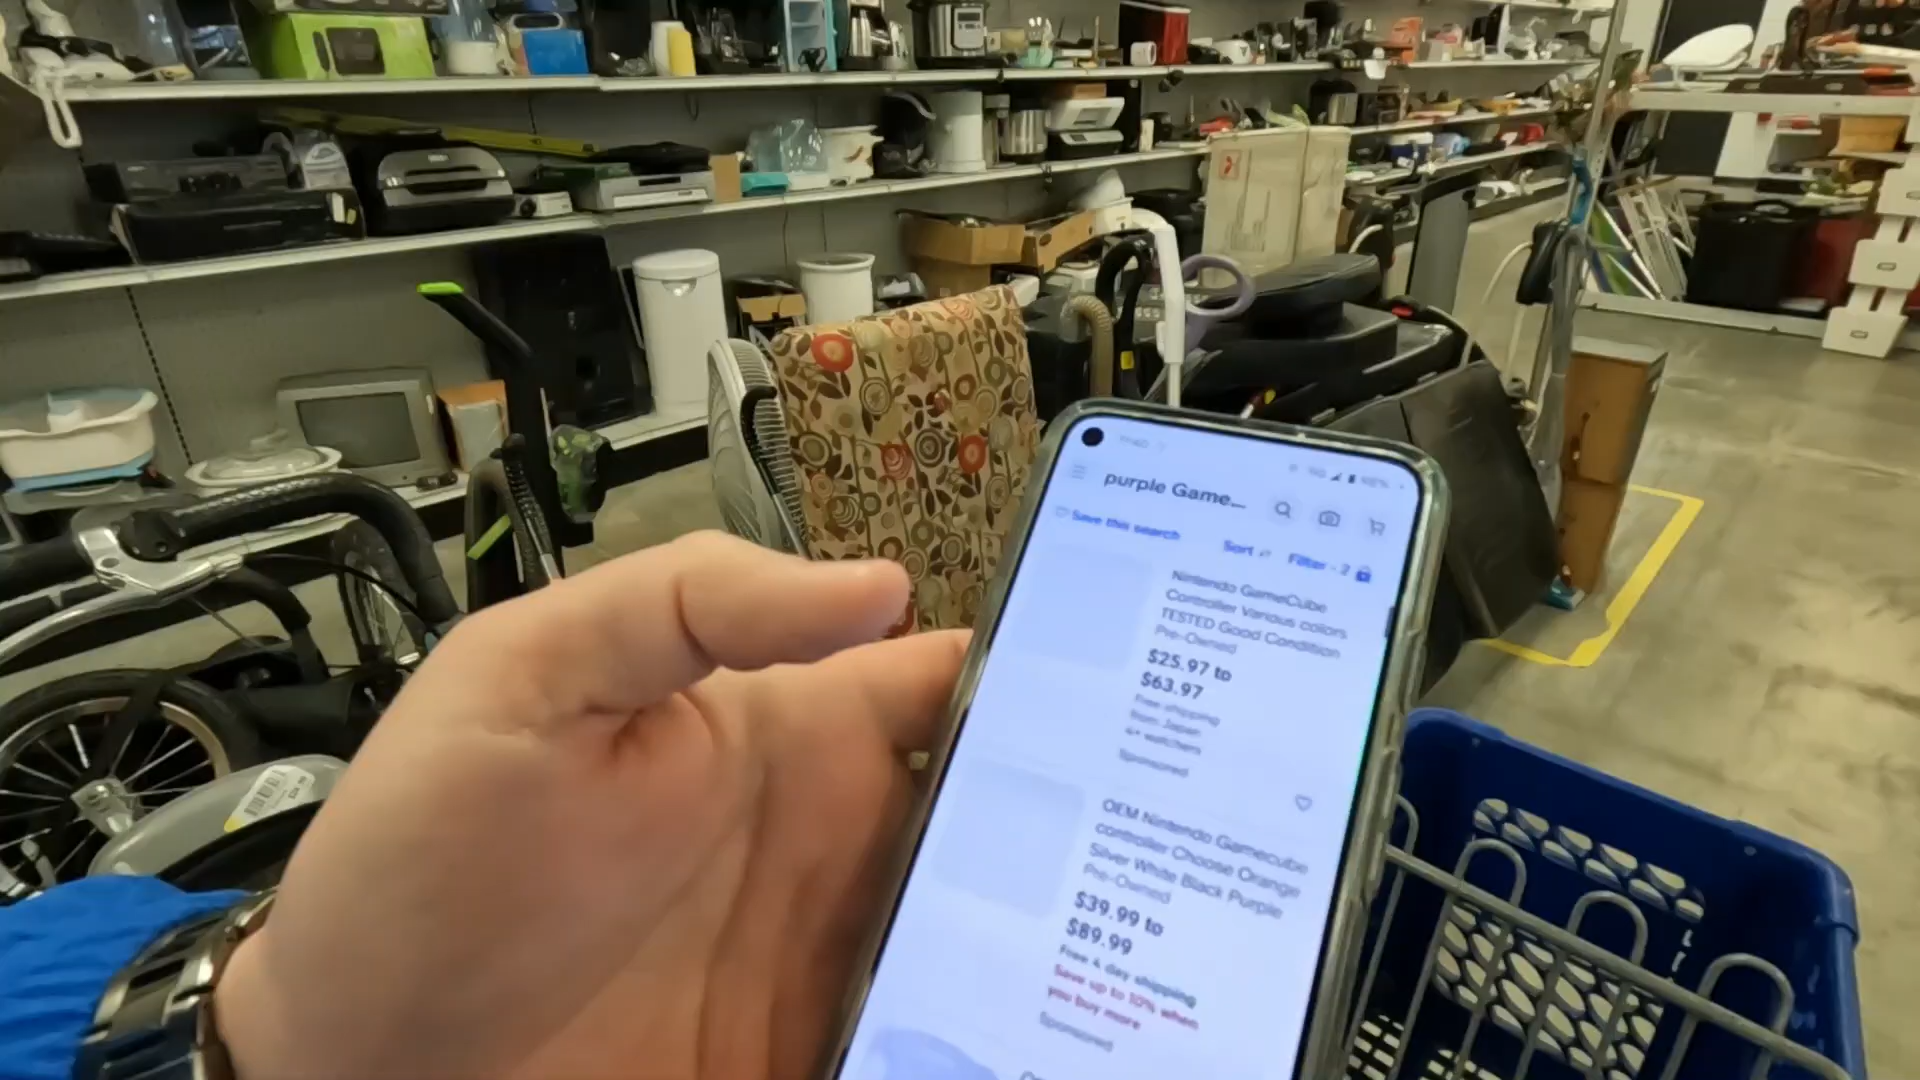 purple Game...
Save this search
Sort
Filter - 2
Nintendo GameCube
Controller Various colors
TESTED Good Condition
Pre-Owned
$25.97 to
$63.97
Free shipping
from Japan
4+ watchers
Sponsored
OEM Nintendo Gamecube
controller Choose Orange
Silver White Black Purple
Pre-Owned
$39.99 to
$89.99
Free 4 day shipping
Save up to 10% when
you buy more
Sponsored